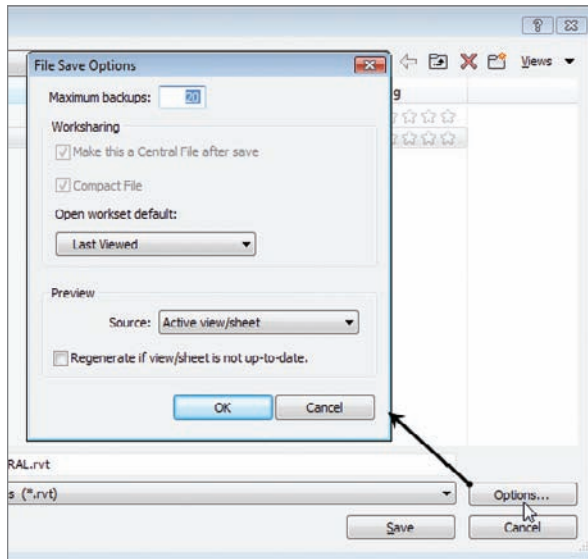 File Save Options
Views
Maximum backups: 20
g
Worksharing
Make this a Central File after save
Compact File
Open workset default:
Last Viewed
Preview
Source: Active view/sheet
Regenerate if view/sheet is not up-to-date.
OK Cancel
RAL.rvt
s (*.rvt) Options...
Save Cancel